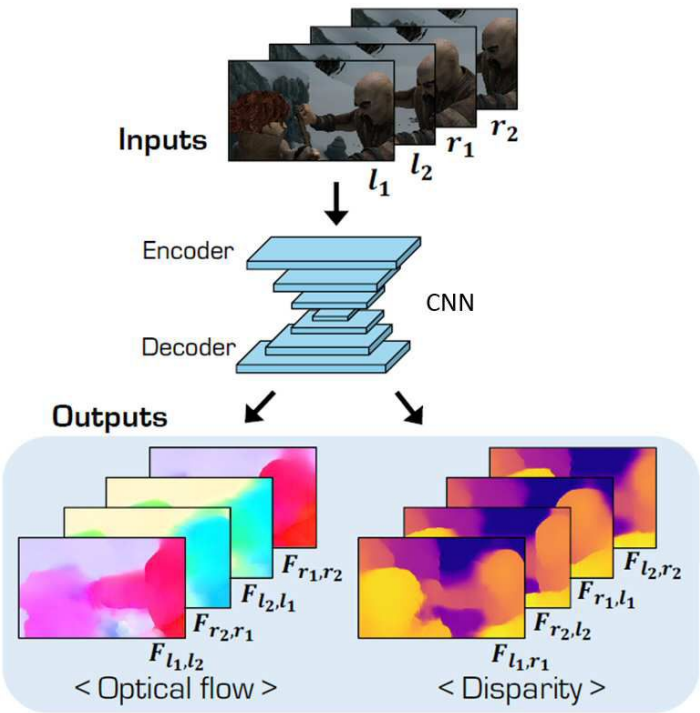 Inputs
l₁
l₂
r₁
r₂
Encoder
CNN
Decoder
Outputs
F_{l₁,l₂}
F_{r₂,r₁}
F_{l₂,l₁}
F_{r₁,r₂}
F_{l₁,r₁}
F_{r₂,l₂}
F_{r₁,l₁}
F_{l₂,r₂}
< Optical flow >
< Disparity >